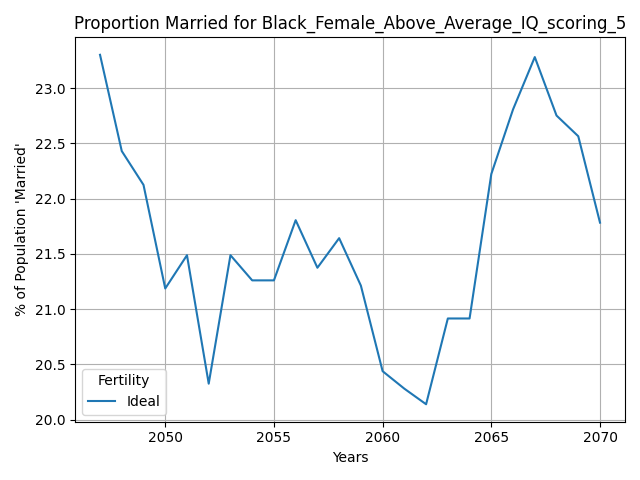 Proportion Married for Black_Female_Above_Average_IQ_scoring_5
% of Population 'Married'
23.0
22.5
22.0
21.5
21.0
20.5
20.0
Fertility
Ideal
2050 2055 2060 2065 2070
Years